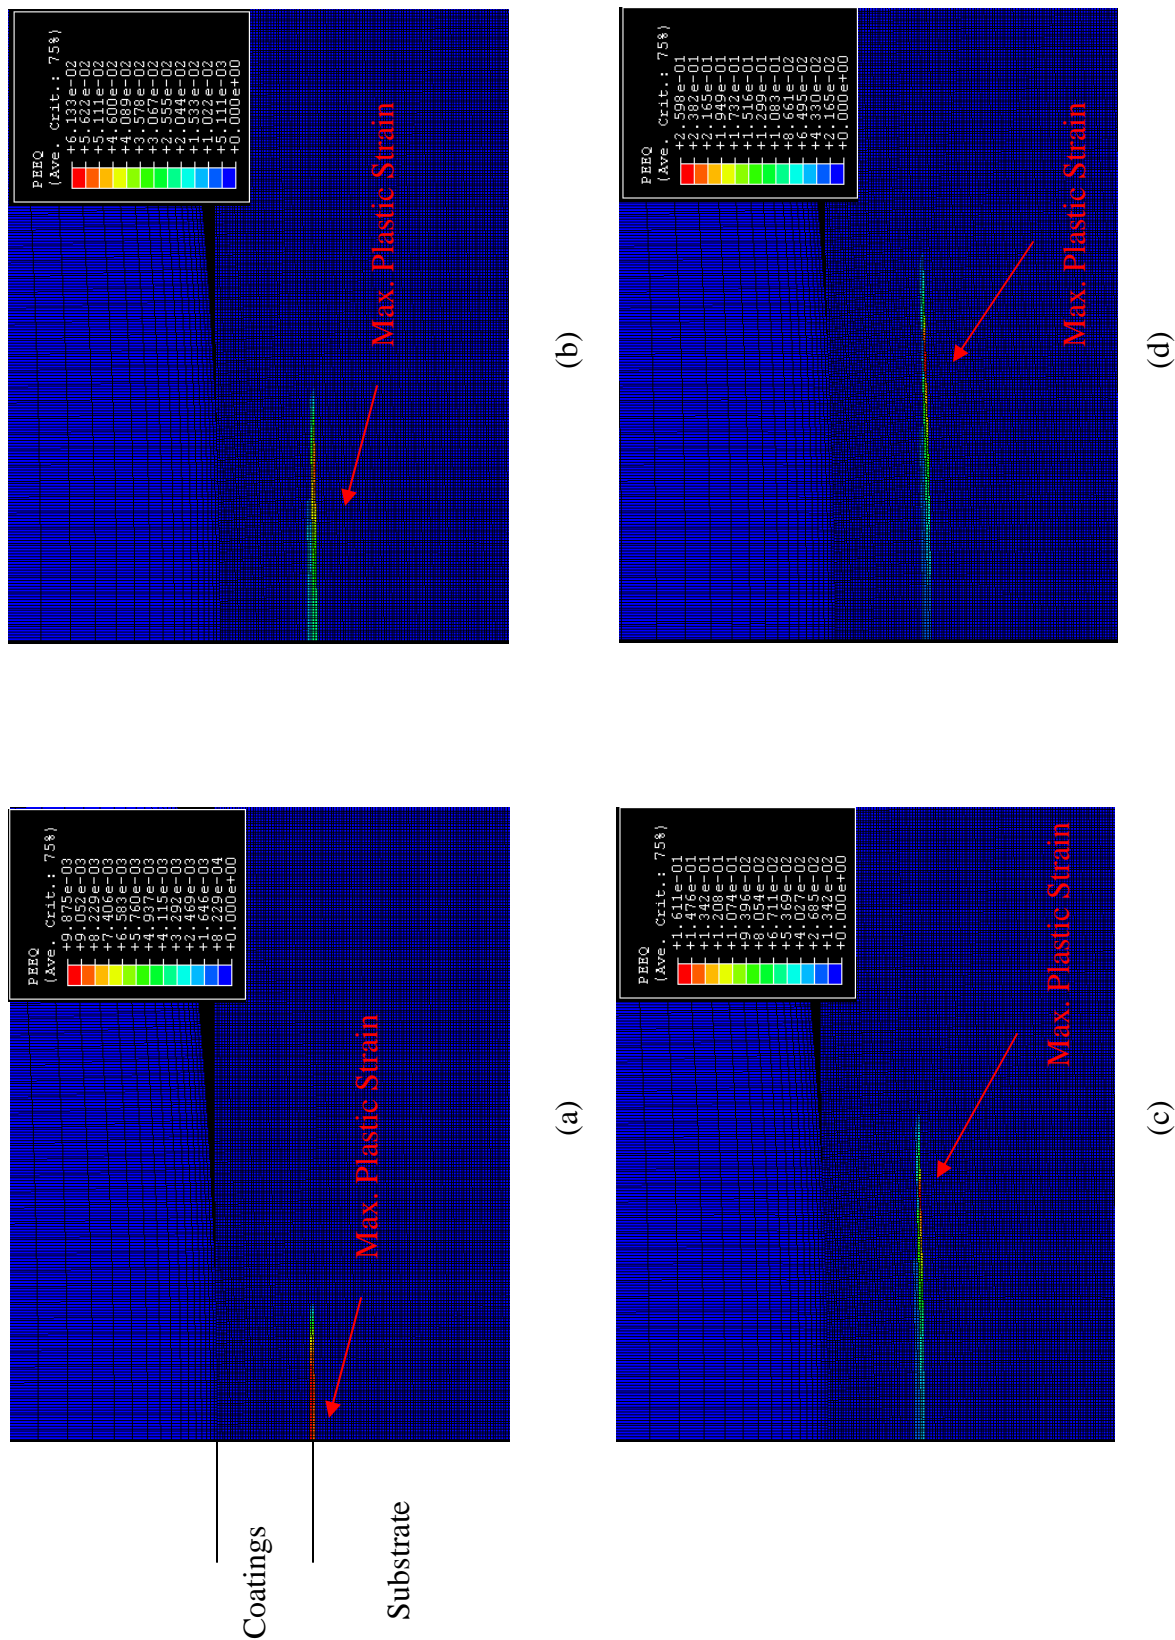 PEEQ
(Ave. Crit.: 75%)
+9.875e-03
+9.052e-03
+8.229e-03
+7.406e-03
+6.583e-03
+5.760e-03
+4.937e-03
+4.115e-03
+3.292e-03
+2.469e-03
+1.646e-03
+8.229e-04
+0.000e+00
Coatings
Substrate
Max. Plastic Strain
(a)
PEEQ
(Ave. Crit.: 75%)
+6.133e-02
+5.622e-02
+5.111e-02
+4.600e-02
+4.089e-02
+3.578e-02
+3.067e-02
+2.555e-02
+2.044e-02
+1.533e-02
+1.022e-02
+5.111e-03
+0.000e+00
Max. Plastic Strain
(b)
PEEQ
(Ave. Crit.: 75%)
+1.611e-01
+1.476e-01
+1.342e-01
+1.208e-01
+1.074e-01
+9.396e-02
+8.054e-02
+6.711e-02
+5.369e-02
+4.027e-02
+2.685e-02
+1.342e-02
+0.000e+00
Max. Plastic Strain
(c)
PEEQ
(Ave. Crit.: 75%)
+2.598e-01
+2.382e-01
+2.165e-01
+1.949e-01
+1.732e-01
+1.516e-01
+1.299e-01
+1.083e-01
+8.691e-02
+6.495e-02
+4.330e-02
+2.165e-02
+0.000e+00
Max. Plastic Strain
(d)